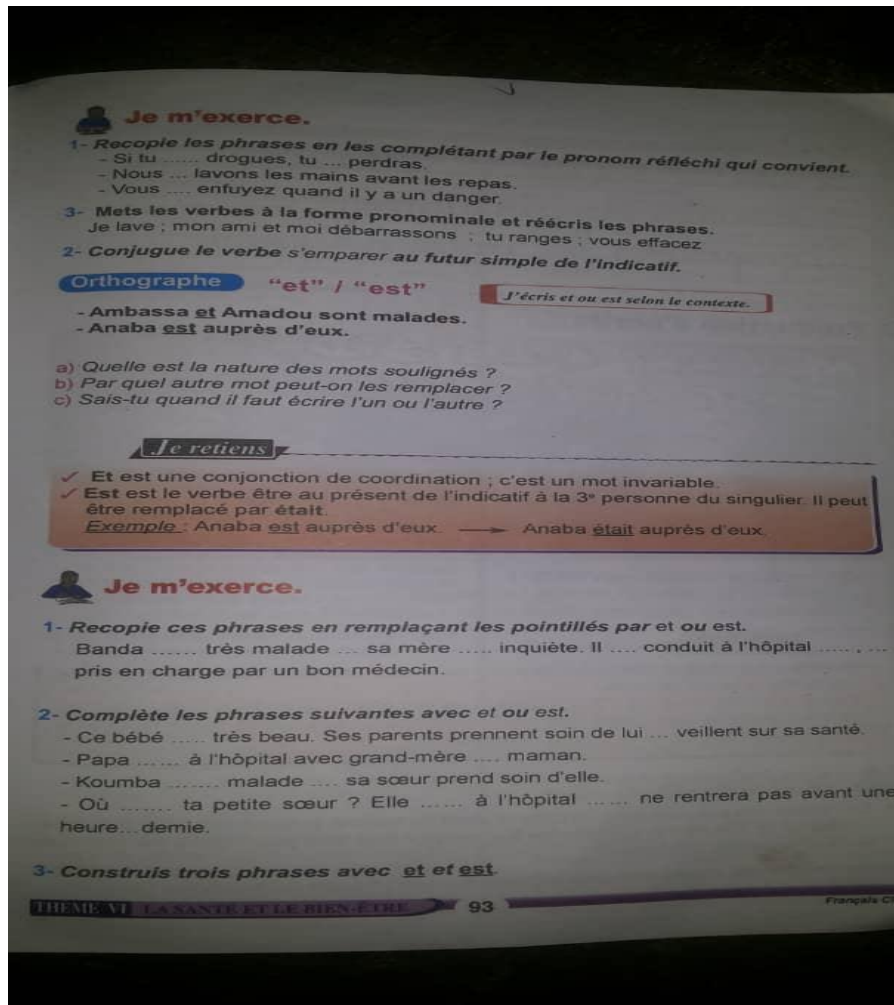 Je m'exerce.
1- Recopie les phrases en les complétant par le pronom réfléchi qui convient.
- Si tu ...... drogues, tu ... perdras.
- Nous ... lavons les mains avant les repas.
- Vous .... enfuyez quand il y a un danger.
3- Mets les verbes à la forme pronominale et réécris les phrases.
Je lave ; mon ami et moi débarrassons ; tu ranges ; vous effacez
2- Conjugue le verbe s'emparer au futur simple de l'indicatif.
Orthographe "et" / "est"
J'écris et ou est selon le contexte.
- Ambassa et Amadou sont malades.
- Anaba est auprès d'eux.
a) Quelle est la nature des mots soulignés ?
b) Par quel autre mot peut-on les remplacer ?
c) Sais-tu quand il faut écrire l'un ou l'autre ?
Je retiens
✓ Et est une conjonction de coordination ; c'est un mot invariable.
✓ Est est le verbe être au présent de l'indicatif à la 3e personne du singulier. Il peut
être remplacé par était.
Exemple : Anaba est auprès d'eux. → Anaba était auprès d'eux.
Je m'exerce.
1- Recopie ces phrases en remplaçant les pointillés par et ou est.
Banda ...... très malade ... sa mère ..... inquiète. Il .... conduit à l'hôpital ..... , ...
pris en charge par un bon médecin.
2- Complète les phrases suivantes avec et ou est.
- Ce bébé ..... très beau. Ses parents prennent soin de lui ... veillent sur sa santé.
- Papa ...... à l'hôpital avec grand-mère .... maman.
- Koumba ........ malade .... sa sœur prend soin d'elle.
- Où ....... ta petite sœur ? Elle ...... à l'hôpital ...... ne rentrera pas avant une
heure... demie.
3- Construis trois phrases avec et et est.
THEME VI LA SANTE ET LE BIEN-ETRE 93 Français